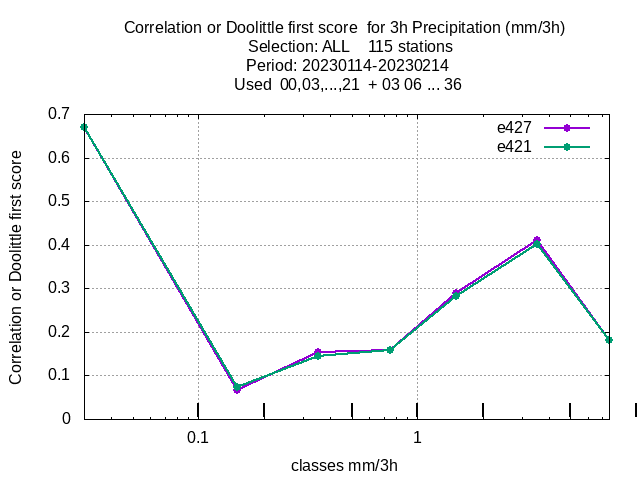 Correlation or Doolittle first score  for 3h Precipitation (mm/3h)
Selection: ALL    115 stations
Period: 20230114-20230214
Used  00,03,...,21  + 03 06 ... 36
e427
e421
Correlation or Doolittle first score
0.7
0.6
0.5
0.4
0.3
0.2
0.1
0
0.1
1
classes mm/3h